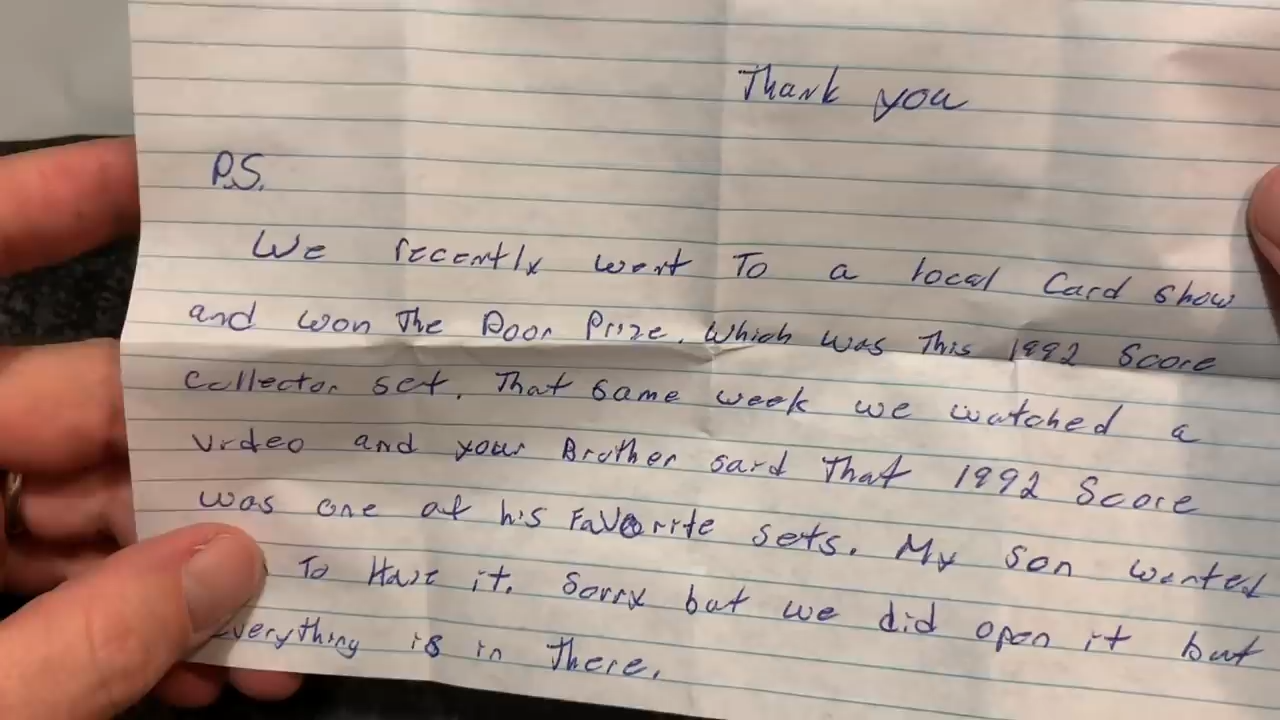 Thank you
P.S.
We recently went To a local Card show
and won The Door Prize. Which was This 1992 Score
Collector set. That same week we watched a
video and your Brother said That 1992 Score
was one of his Favorite sets. My son wanted
To Have it. Sorry but we did open it but
everything is in There.